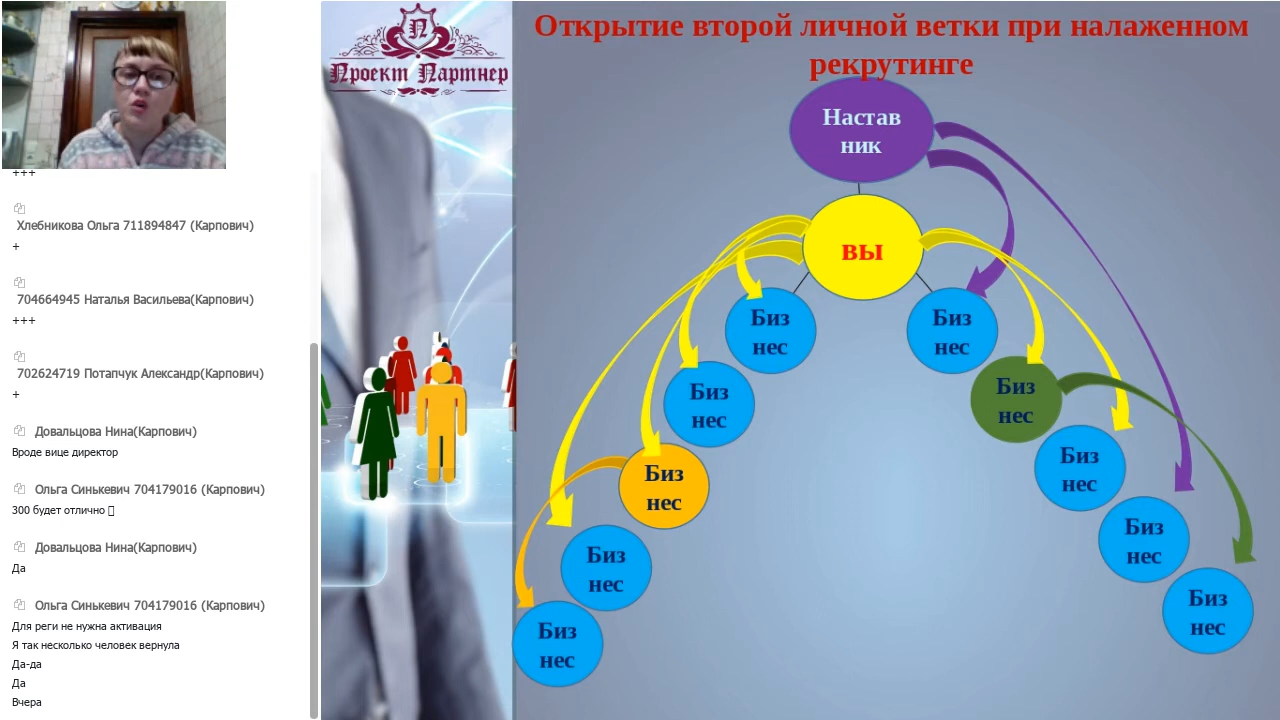 +++
Хлебникова Ольга 711894847 (Карпович)
+
704664945 Наталья Васильева(Карпович)
+++
702624719 Потапчук Александр(Карпович)
+
Довальцова Нина(Карпович)
Вроде вице директор
Ольга Синькевич 704179016 (Карпович)
300 будет отлично
Довальцова Нина(Карпович)
Да
Ольга Синькевич 704179016 (Карпович)
Для реги не нужна активация
Я так несколько человек вернула
Да-да
Да
Вчера
П
Проект Партнер
Открытие второй личной ветки при налаженном
рекрутинге
Настав
ник
вы
Биз
нес
Биз
нес
Биз
нес
Биз
нес
Биз
нес
Биз
нес
Биз
нес
Биз
нес
Биз
нес
Биз
нес